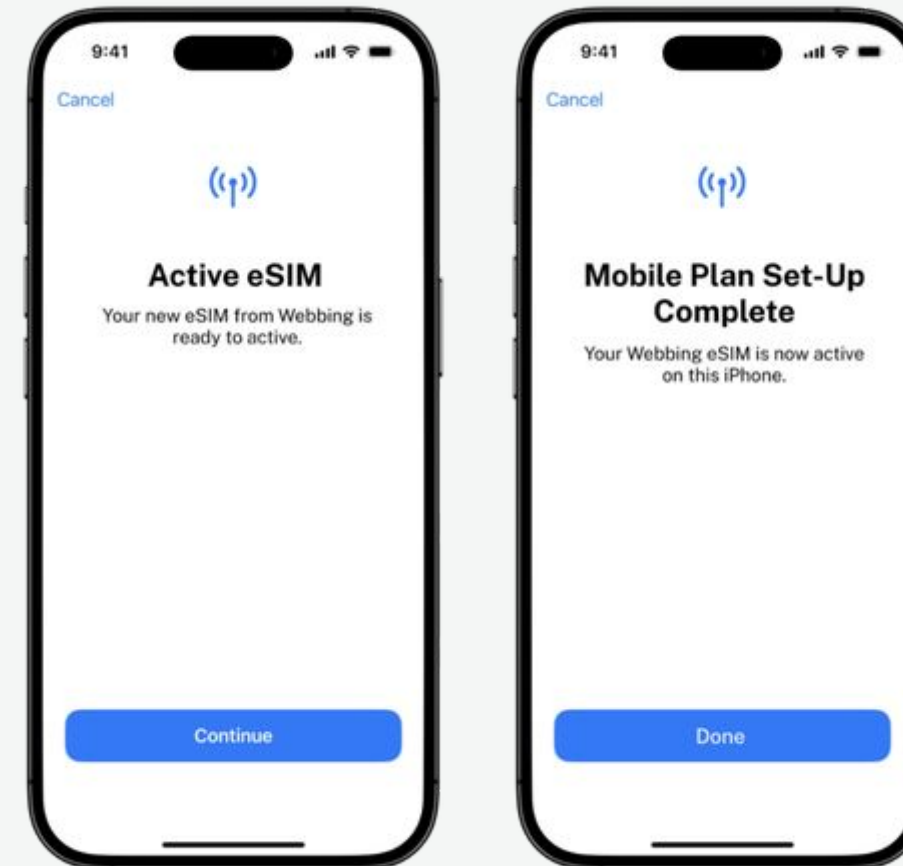 9:41
Cancel
Active eSIM
Your new eSIM from Webbing is
ready to active.
Continue
9:41
Cancel
Mobile Plan Set-Up
Complete
Your Webbing eSIM is now active
on this iPhone.
Done